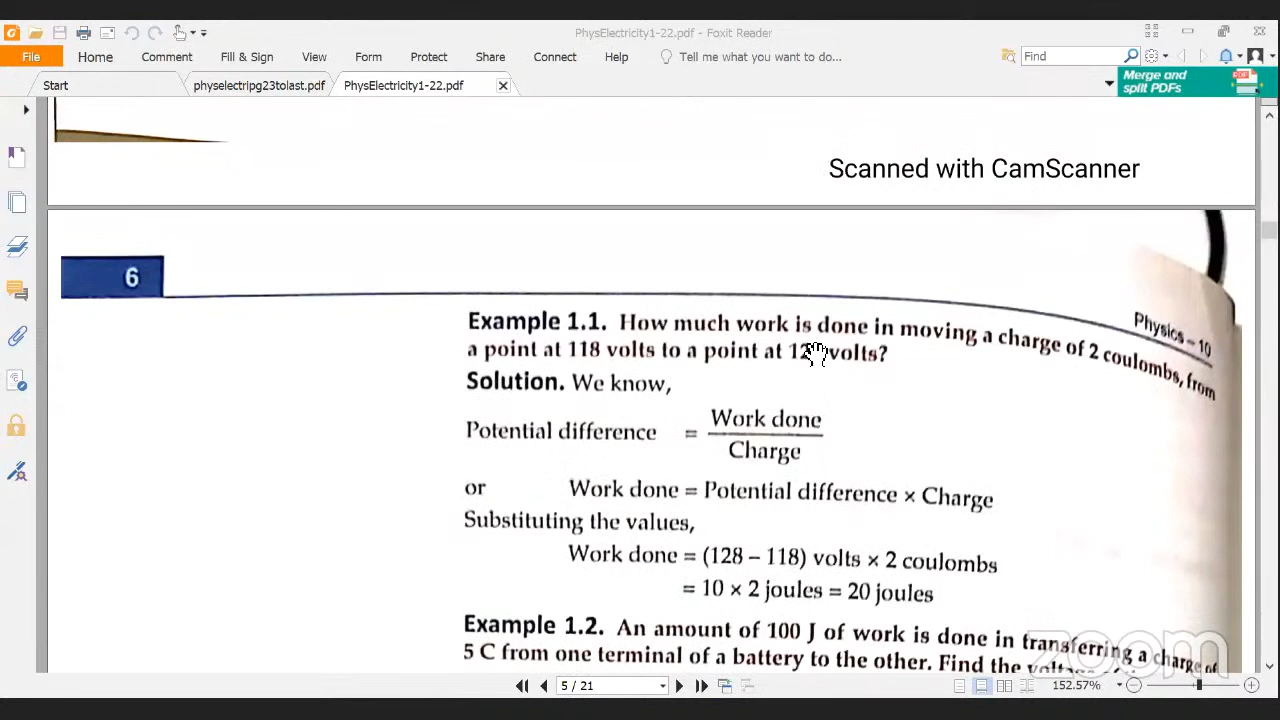 PhysElectricity1-22.pdf - Foxit Reader
File Home Comment Fill & Sign View Form Protect Share Connect Help Tell me what you want to do... Find
Start physelectripg23tolast.pdf PhysElectricity1-22.pdf
Merge and
split PDFs
Scanned with CamScanner
6
Physics – 10
Example 1.1. How much work is done in moving a charge of 2 coulombs, from
a point at 118 volts to a point at volts?
Solution. We know,
Potential difference = Work done
Charge
or Work done = Potential difference × Charge
Substituting the values,
Work done = (128 – 118) volts × 2 coulombs
= 10 × 2 joules = 20 joules
Example 1.2. An amount of 100 J of work is done in transferring a charge of
5 C from one terminal of a battery to the other. Find the
zoom
5 / 21
152.57%